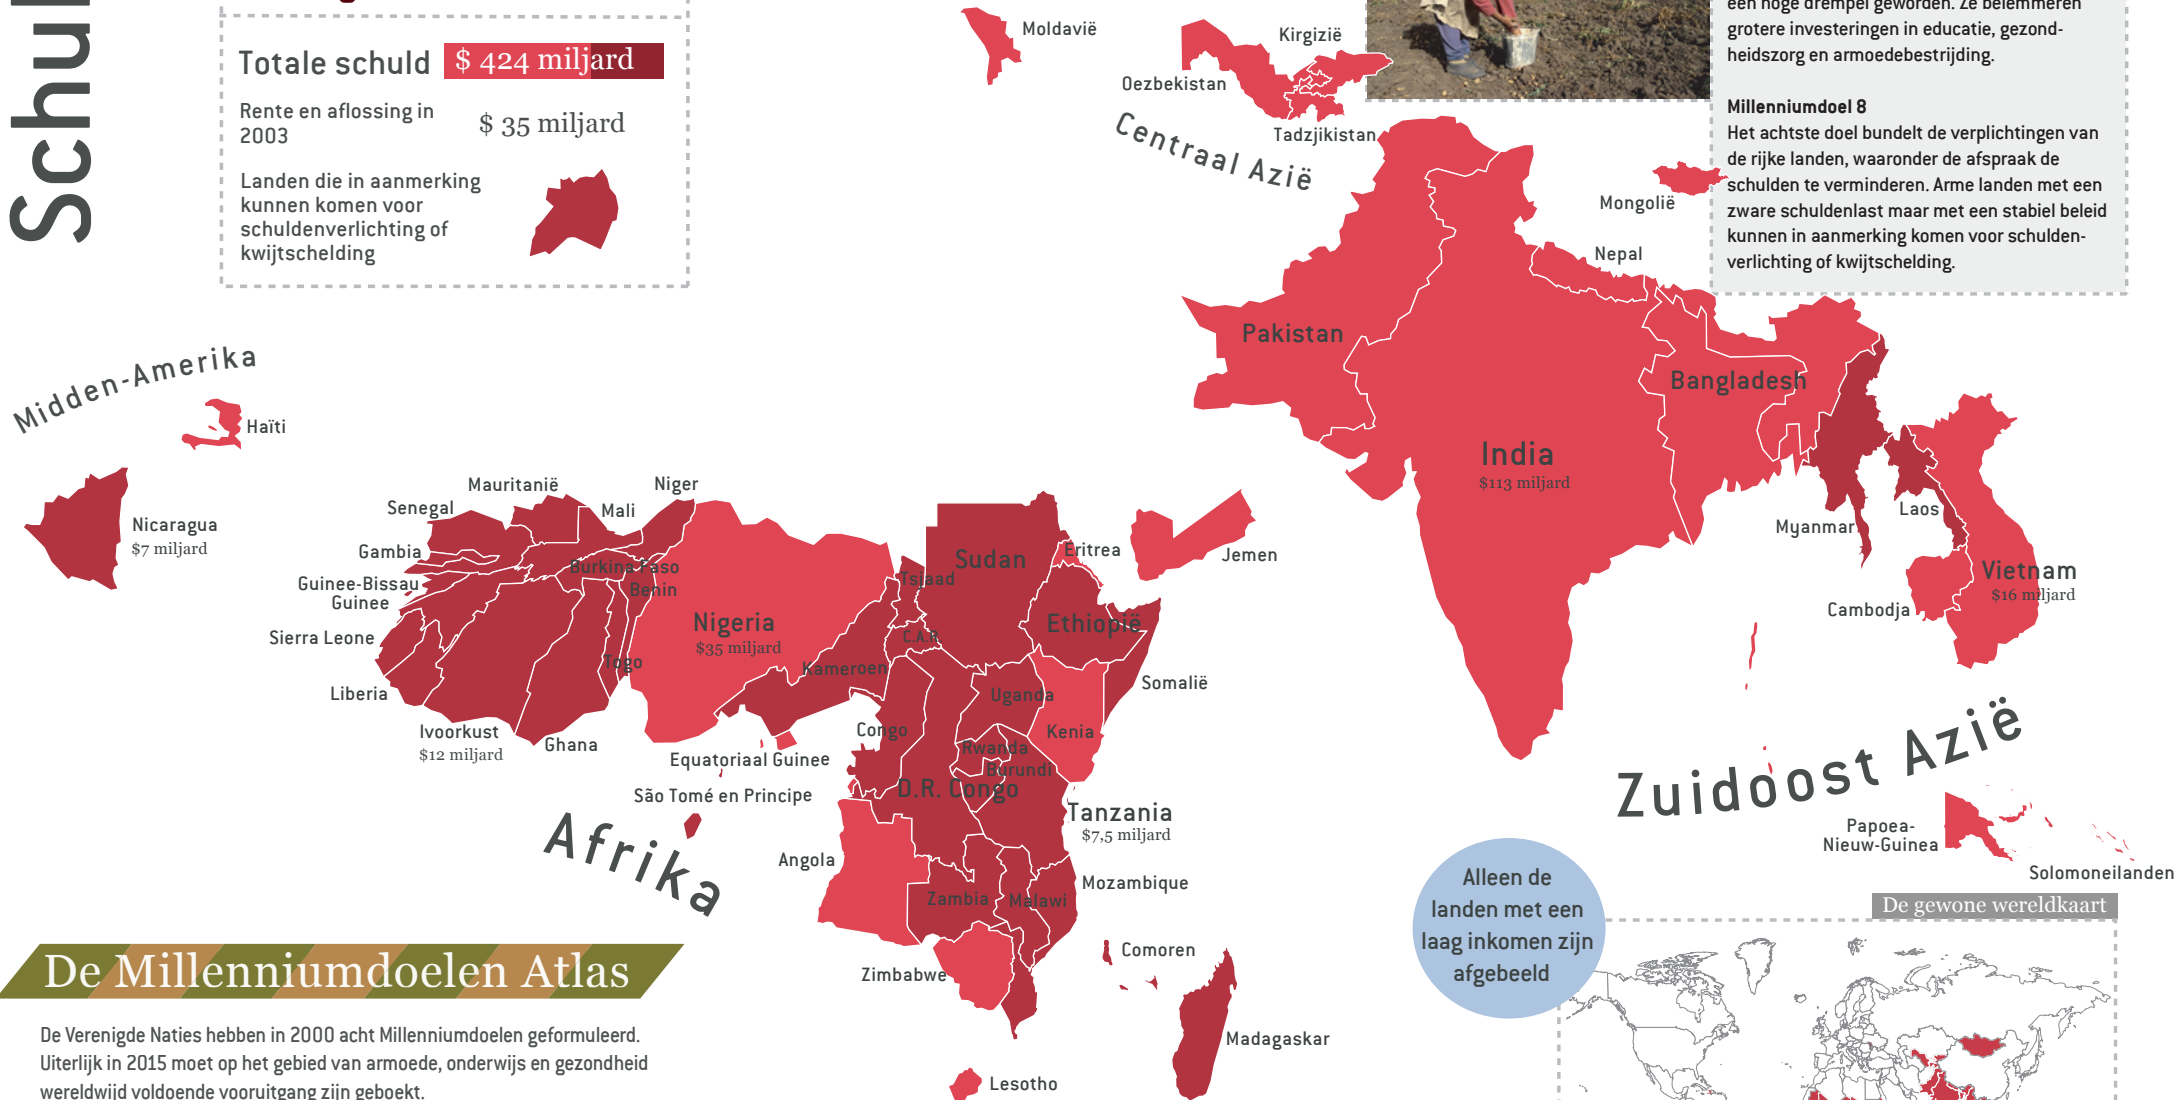 Schul
Totale schuld $ 424 miljard
Rente en aflossing in
2003
$ 35 miljard
Landen die in aanmerking
kunnen komen voor
schuldenverlichting of
kwijtschelding
een hoge drempel geworden. Ze belemmeren
grotere investeringen in educatie, gezond-
heidszorg en armoedebestrijding.
Millenniumdoel 8
Het achtste doel bundelt de verplichtingen van
de rijke landen, waaronder de afspraak de
schulden te verminderen. Arme landen met een
zware schuldenlast maar met een stabiel beleid
kunnen in aanmerking komen voor schulden-
verlichting of kwijtschelding.
Moldavië
Kirgizië
Oezbekistan
Tadzjikistan
Centraal Azië
Mongolië
Nepal
Pakistan
Bangladesh
India
$113 miljard
Myanmar
Laos
Vietnam
$16 miljard
Cambodja
Zuidoost Azië
Papoea-
Nieuw-Guinea
Solomoneilanden
Midden-Amerika
Haïti
Nicaragua
$7 miljard
Mauritanië
Niger
Senegal
Mali
Gambia
Burkina Faso
Guinee-Bissau
Benin
Guinee
Sierra Leone
Togo
Liberia
Ivoorkust
$12 miljard
Ghana
Nigeria
$35 miljard
Kameroen
Equatoriaal Guinee
São Tomé en Principe
Afrika
Sudan
Eritrea
Jemen
Tsjaad
Ethiopië
C.A.R.
Somalië
Uganda
Congo
Kenia
Rwanda
Burundi
D.R. Congo
Tanzania
$7,5 miljard
Angola
Mozambique
Zambia
Malawi
Comoren
Zimbabwe
Madagaskar
Lesotho
Alleen de
landen met een
laag inkomen zijn
afgebeeld
De gewone wereldkaart
De Millenniumdoelen Atlas
De Verenigde Naties hebben in 2000 acht Millenniumdoelen geformuleerd.
Uiterlijk in 2015 moet op het gebied van armoede, onderwijs en gezondheid
wereldwijd voldoende vooruitgang zijn geboekt.